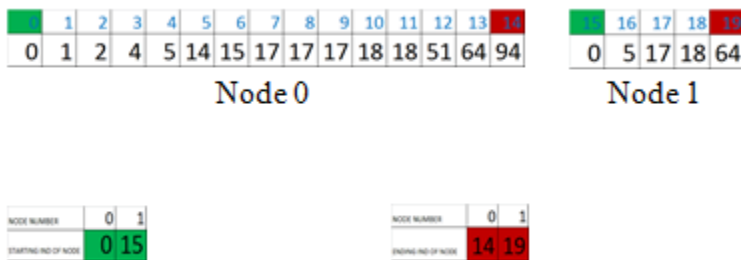 0 1 2 3 4 5 6 7 8 9 10 11 12 13 14 15 16 17 18 19
0 1 2 4 5 14 15 17 17 17 18 18 51 64 94 0 5 17 18 64
Node 0 Node 1
NODE NUMBER 0 1 NODE NUMBER 0 1
STARTING IND OF NODE 0 15 ENDING IND OF NODE 14 19